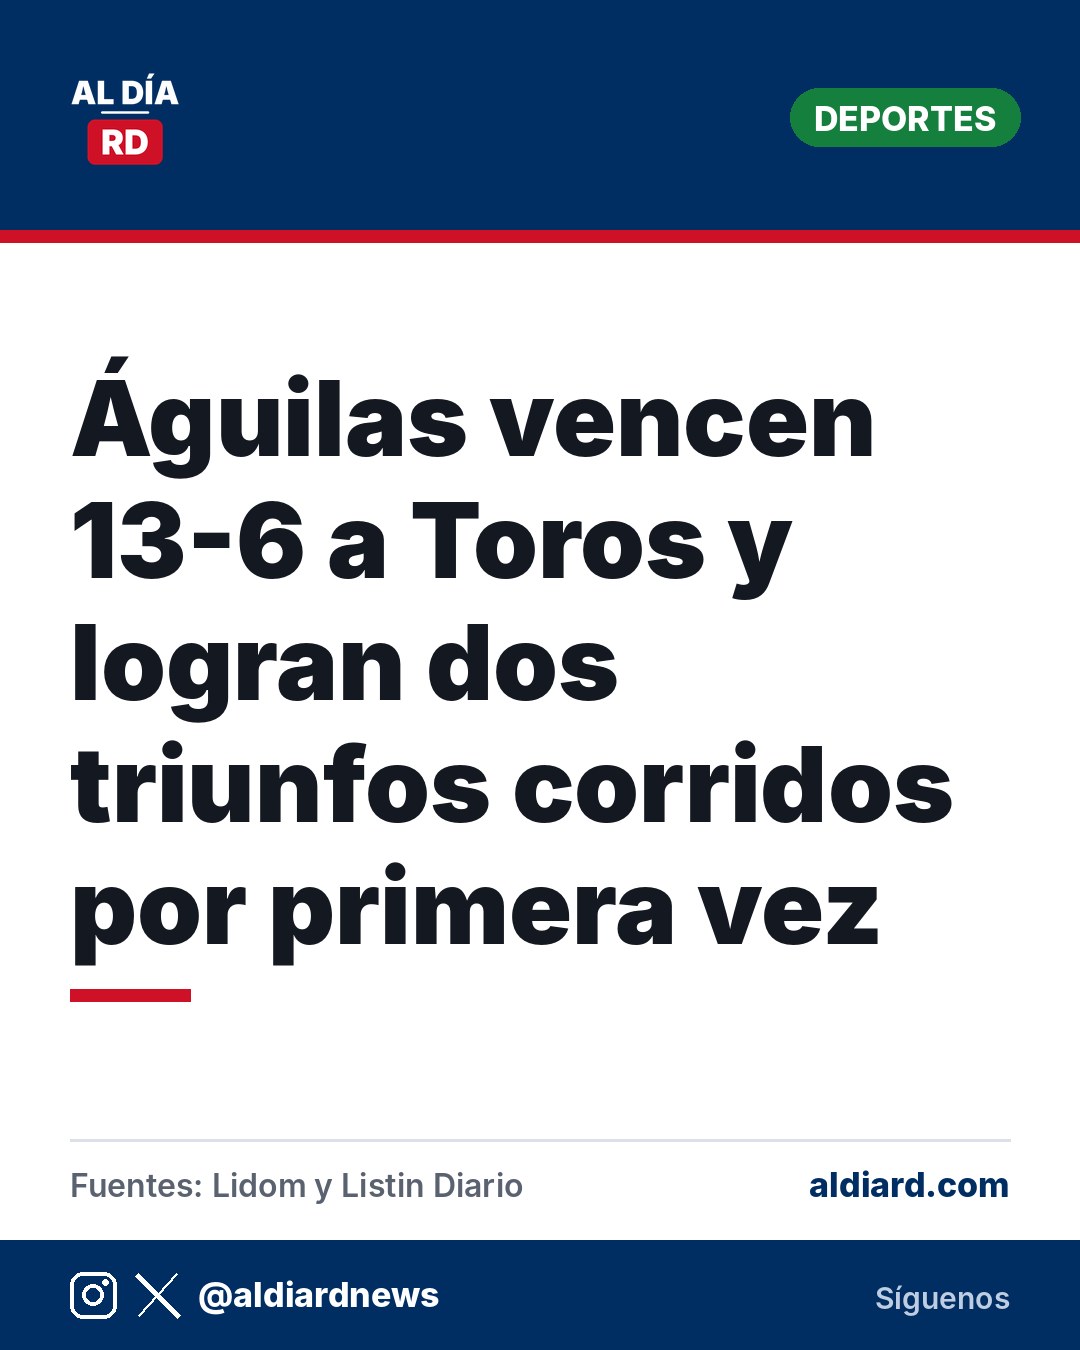 AL DÍA
RD
DEPORTES
Águilas vencen
13-6 a Toros y
logran dos
triunfos corridos
por primera vez
Fuentes: Lidom y Listin Diario
aldiard.com
@aldiardnews
Síguenos